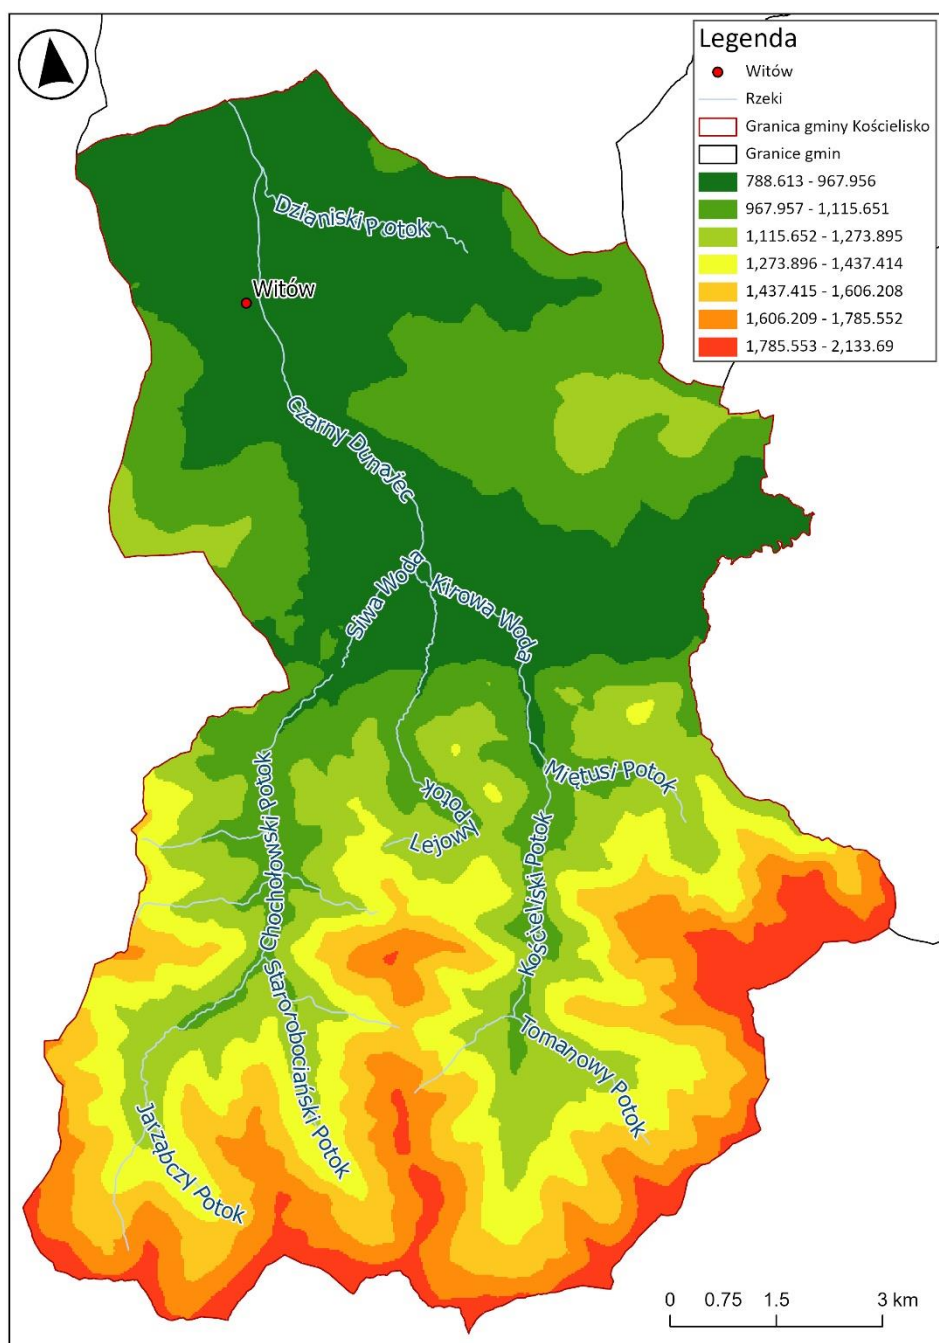 Legenda
Witów
Rzeki
Granica gminy Kościelisko
Granice gmin
788.613 - 967.956
967.957 - 1,115.651
1,115.652 - 1,273.895
1,273.896 - 1,437.414
1,437.415 - 1,606.208
1,606.209 - 1,785.552
1,785.553 - 2,133.69
Dzianiski Potok
Witów
Czarny Dunajec
Siwa Woda
Kirowa Woda
Miętusi Potok
Lejowy Potok
Chochołowski Potok
Kościeliski Potok
Starorobociański Potok
Tomanowy Potok
Jarząbczy Potok
0 0.75 1.5 3 km